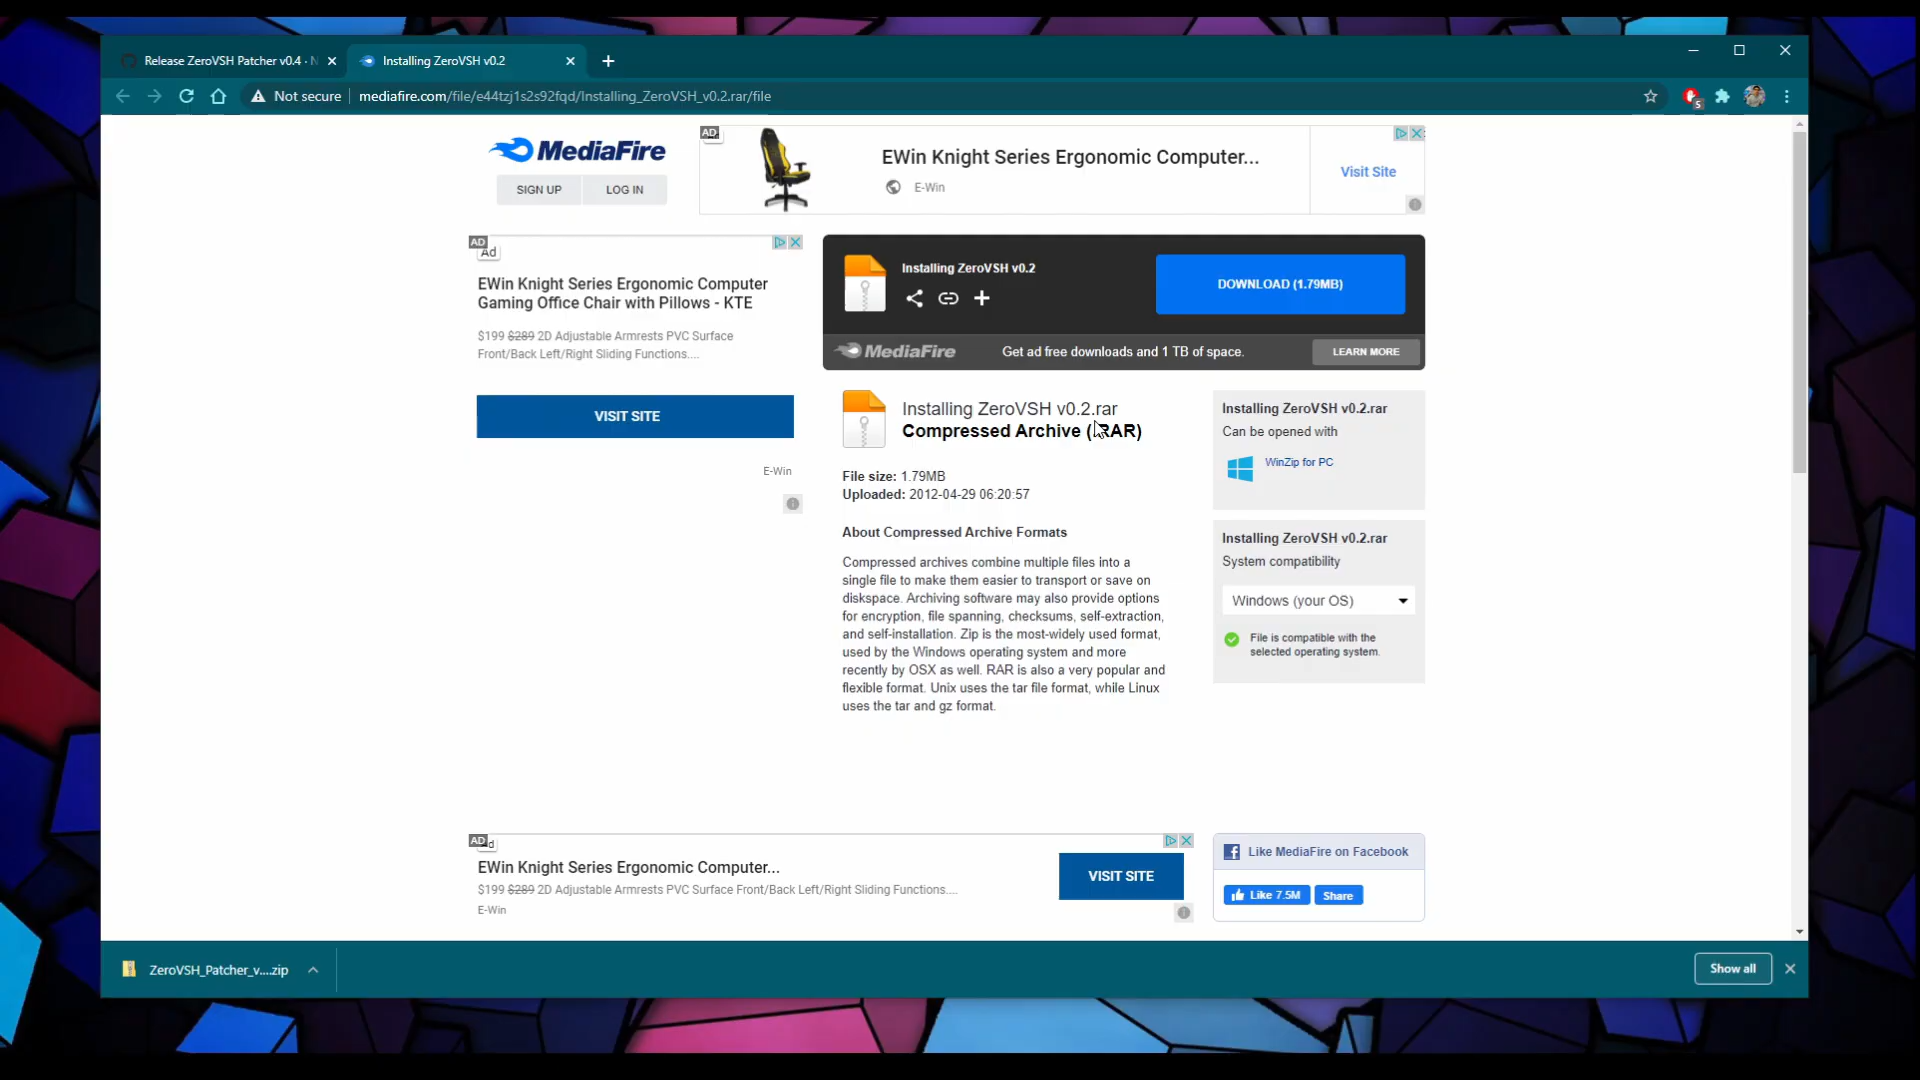 Release ZeroVSH Patcher v0.4 · N
Installing ZeroVSH v0.2
Not secure
mediafire.com/file/e44tzj1s2s92fqd/Installing_ZeroVSH_v0.2.rar/file
5
MediaFire
SIGN UP
LOG IN
AD
EWin Knight Series Ergonomic Computer...
E-Win
Visit Site
AD
Ad
EWin Knight Series Ergonomic Computer
Gaming Office Chair with Pillows - KTE
$199 $289 2D Adjustable Armrests PVC Surface
Front/Back Left/Right Sliding Functions....
VISIT SITE
E-Win
Installing ZeroVSH v0.2
DOWNLOAD (1.79MB)
MediaFire
Get ad free downloads and 1 TB of space.
LEARN MORE
Installing ZeroVSH v0.2.rar
Compressed Archive (.RAR)
File size: 1.79MB
Uploaded: 2012-04-29 06:20:57
About Compressed Archive Formats
Compressed archives combine multiple files into a
single file to make them easier to transport or save on
diskspace. Archiving software may also provide options
for encryption, file spanning, checksums, self-extraction,
and self-installation. Zip is the most-widely used format,
used by the Windows operating system and more
recently by OSX as well. RAR is also a very popular and
flexible format. Unix uses the tar file format, while Linux
uses the tar and gz format.
Installing ZeroVSH v0.2.rar
Can be opened with
WinZip for PC
Installing ZeroVSH v0.2.rar
System compatibility
Windows (your OS)
File is compatible with the
selected operating system.
AD
Ad
EWin Knight Series Ergonomic Computer...
$199 $289 2D Adjustable Armrests PVC Surface Front/Back Left/Right Sliding Functions....
E-Win
VISIT SITE
Like MediaFire on Facebook
Like 7.5M
Share
ZeroVSH_Patcher_v....zip
Show all